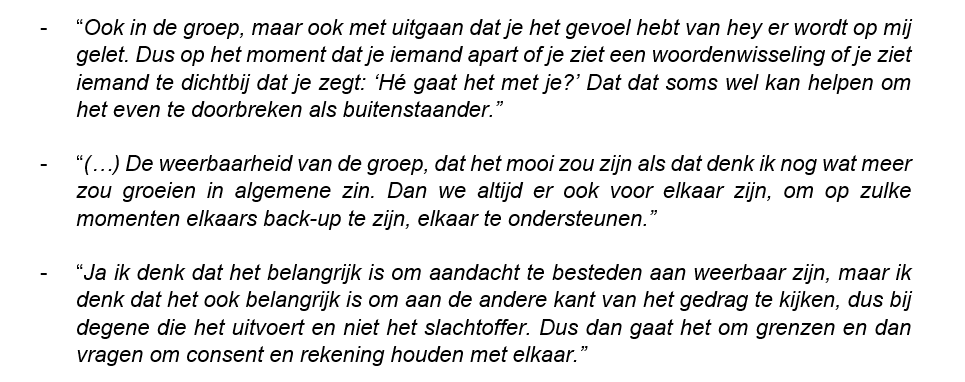 - “Ook in de groep, maar ook met uitgaan dat je het gevoel hebt van hey er wordt op mij
gelet. Dus op het moment dat je iemand apart of je ziet een woordenwisseling of je ziet
iemand te dichtbij dat je zegt: ‘Hé gaat het met je?’ Dat dat soms wel kan helpen om
het even te doorbreken als buitenstaander.”
- “(…) De weerbaarheid van de groep, dat het mooi zou zijn als dat denk ik nog wat meer
zou groeien in algemene zin. Dan we altijd er ook voor elkaar zijn, om op zulke
momenten elkaars back-up te zijn, elkaar te ondersteunen.”
- “Ja ik denk dat het belangrijk is om aandacht te besteden aan weerbaar zijn, maar ik
denk dat het ook belangrijk is om aan de andere kant van het gedrag te kijken, dus bij
degene die het uitvoert en niet het slachtoffer. Dus dan gaat het om grenzen en dan
vragen om consent en rekening houden met elkaar.”